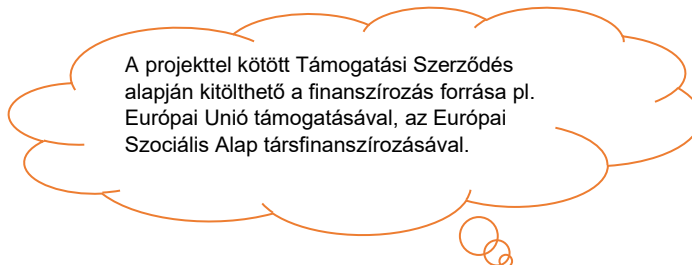 A projekttel kötött Támogatási Szerződés
alapján kitölthető a finanszírozás forrása pl.
Európai Unió támogatásával, az Európai
Szociális Alap társfinanszírozásával.